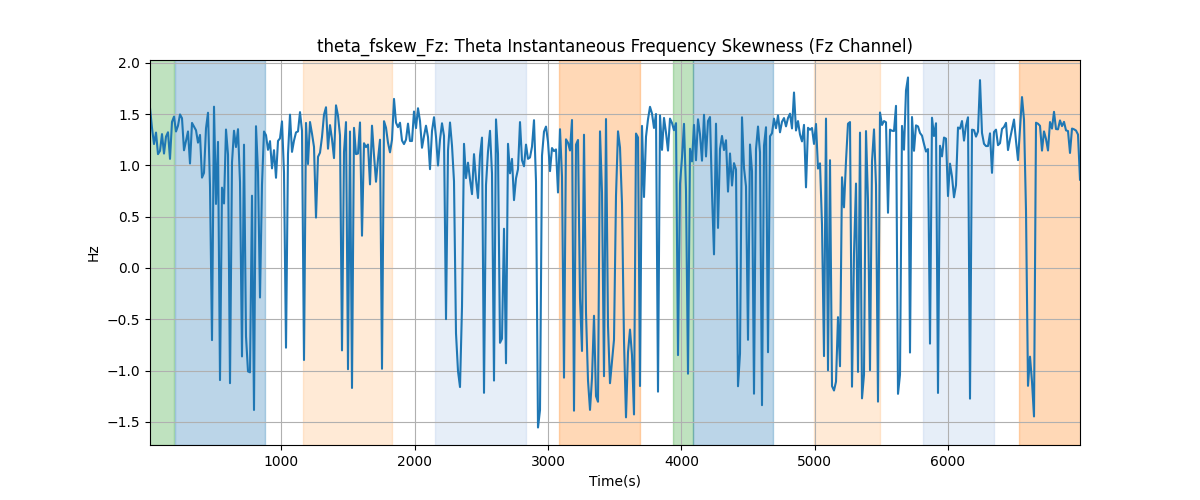 theta_fskew_Fz: Theta Instantaneous Frequency Skewness (Fz Channel)
2.0
1.5
1.0
0.5
0.0
−0.5
−1.0
−1.5
Hz
1000 2000 3000 4000 5000 6000
Time(s)